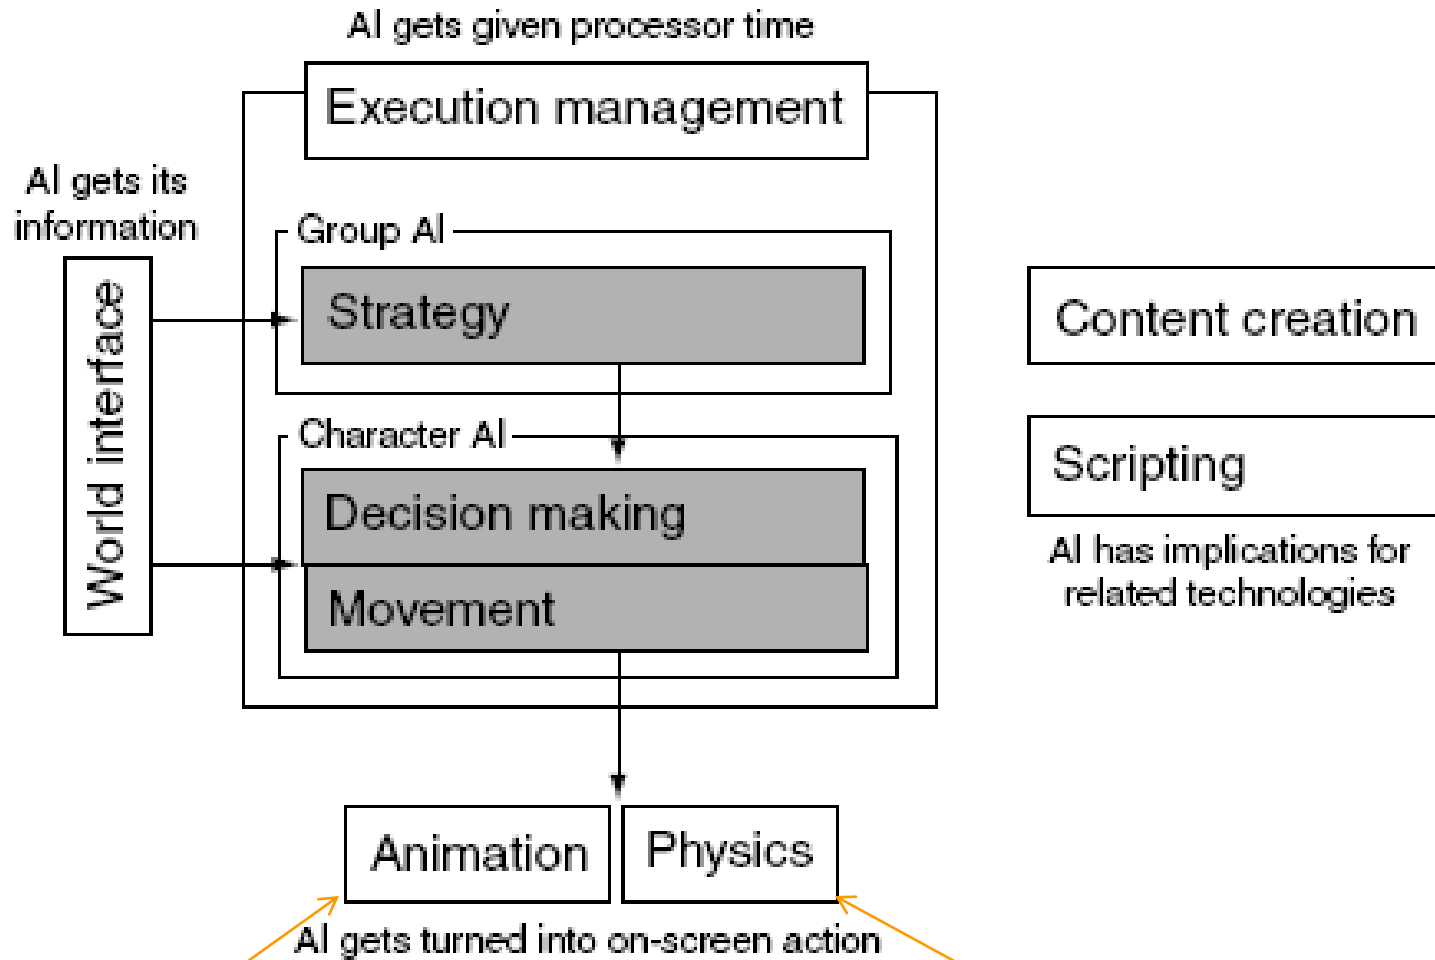 AI gets given processor time
Execution management
AI gets its
information
World interface
Group AI
Strategy
Character AI
Decision making
Movement
Content creation
Scripting
AI has implications for
related technologies
Animation
Physics
AI gets turned into on-screen action